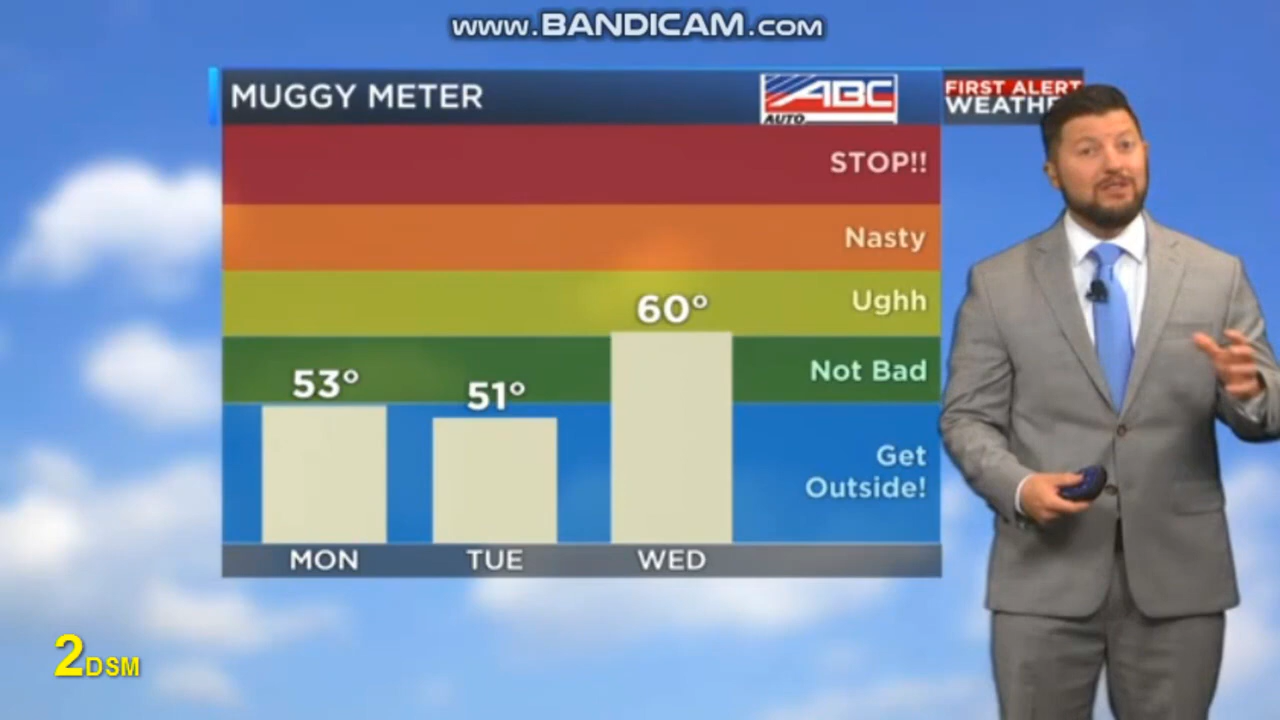 www.BANDICAM.com
MUGGY METER
ABC
AUTO
FIRST ALERT
WEATHE
STOP!!
Nasty
Ughh
60°
Not Bad
53°
51°
Get
Outside!
MON TUE WED
2DSM